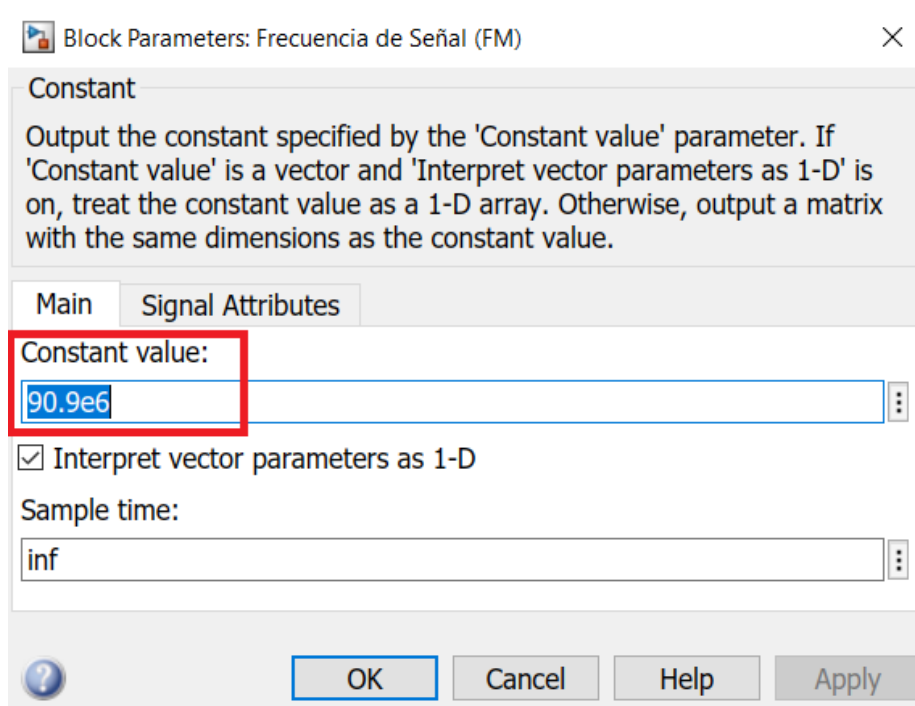 Block Parameters: Frecuencia de Señal (FM)
Constant
Output the constant specified by the 'Constant value' parameter. If
'Constant value' is a vector and 'Interpret vector parameters as 1-D' is
on, treat the constant value as a 1-D array. Otherwise, output a matrix
with the same dimensions as the constant value.
Main Signal Attributes
Constant value:
90.9e6
Interpret vector parameters as 1-D
Sample time:
inf
? OK Cancel Help Apply